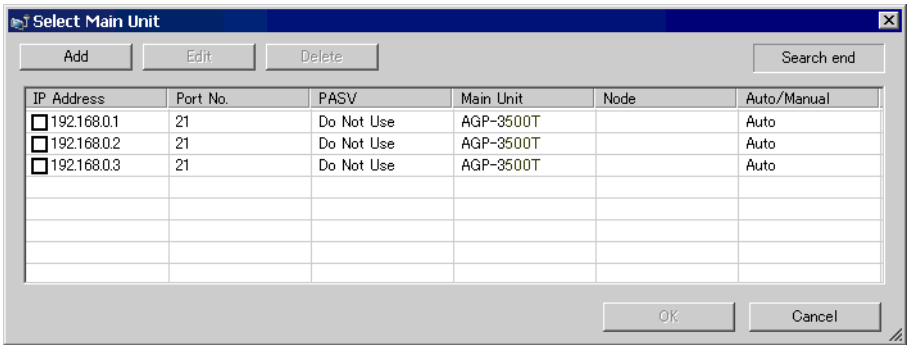 Select Main Unit
Add Edit Delete Search end
IP Address Port No. PASV Main Unit Node Auto/Manual
192.168.0.1 21 Do Not Use AGP-3500T Auto
192.168.0.2 21 Do Not Use AGP-3500T Auto
192.168.0.3 21 Do Not Use AGP-3500T Auto
OK Cancel